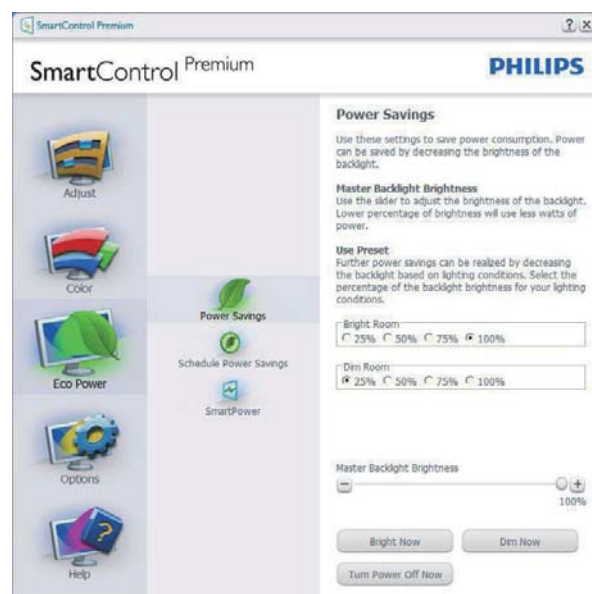 SmartControl Premium
SmartControl Premium
PHILIPS
Adjust
Color
Eco Power
Options
Help
Power Savings
Schedule Power Savings
SmartPower
Power Savings
Use these settings to save power consumption. Power
can be saved by decreasing the brightness of the
backlight.
Master Backlight Brightness
Use the slider to adjust the brightness of the backlight.
Lower percentage of brightness will use less watts of
power.
Use Preset
Further power savings can be realized by decreasing
the backlight based on lighting conditions. Select the
percentage of the backlight brightness for your lighting
conditions.
Bright Room
25% 50% 75% 100%
Dim Room
25% 50% 75% 100%
Master Backlight Brightness
100%
Bright Now
Dim Now
Turn Power Off Now